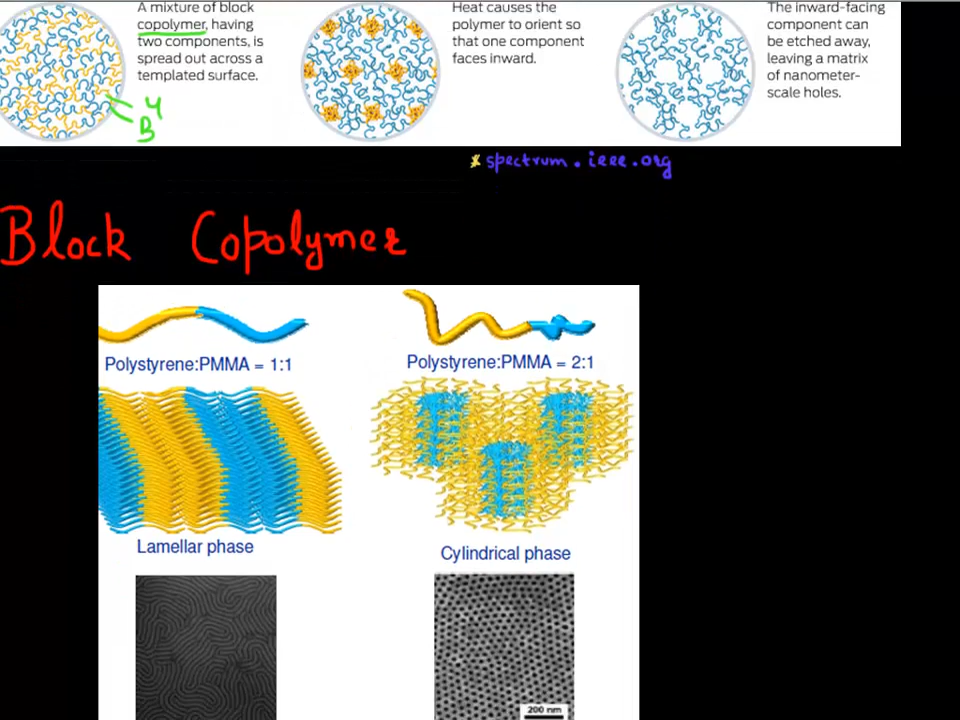 A mixture of block
copolymer, having
two components, is
spread out across a
templated surface.
Heat causes the
polymer to orient so
that one component
faces inward.
The inward-facing
component can
be etched away,
leaving a matrix
of nanometer-
scale holes.
Y
B
* spectrum.ieee.org
Block Copolymer
Polystyrene:PMMA = 1:1
Polystyrene:PMMA = 2:1
Lamellar phase
Cylindrical phase
200 nm